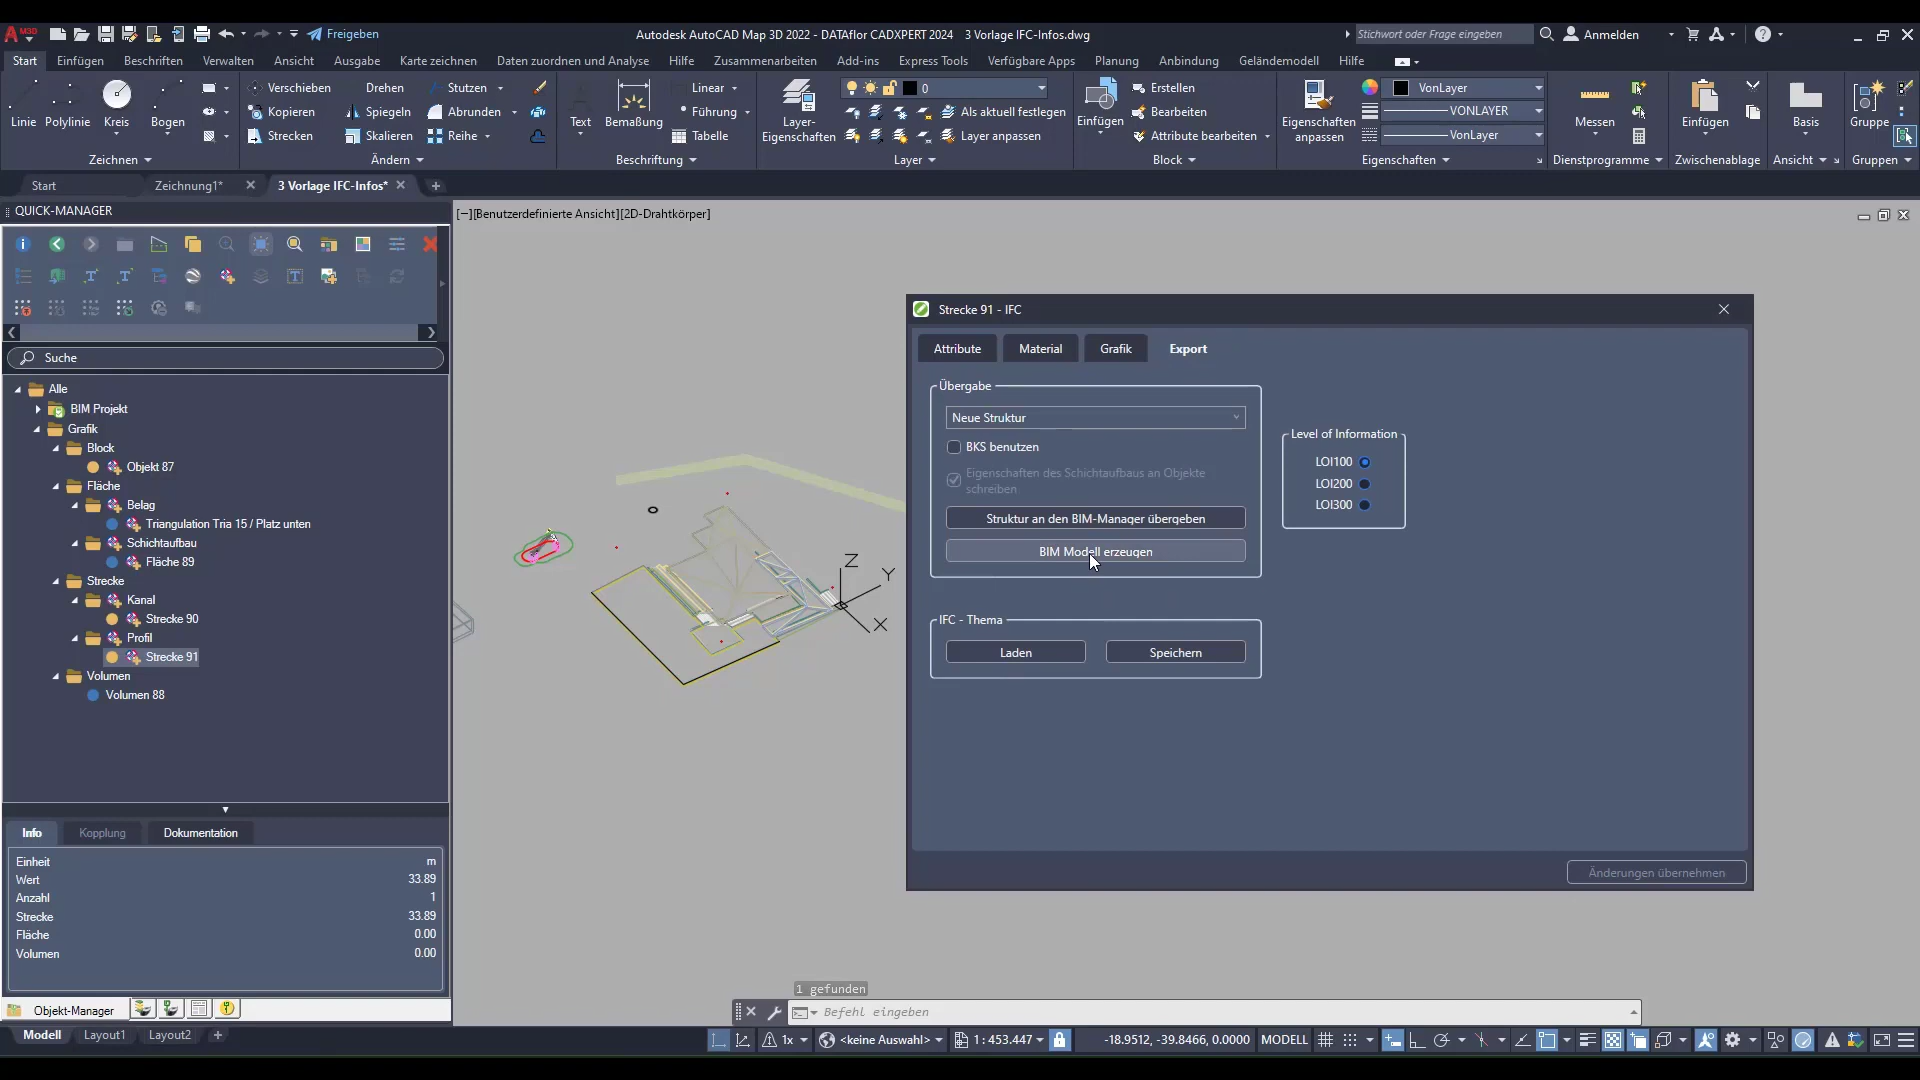 M3D
Freigeben
Autodesk AutoCAD Map 3D 2022 - DATAflor CADXPERT 2024 3 Vorlage IFC-Infos.dwg
Stichwort oder Frage eingeben
Anmelden
Start Einfügen Beschriften Verwalten Ansicht Ausgabe Karte zeichnen Daten zuordnen und Analyse Hilfe Zusammenarbeiten Add-ins Express Tools Verfügbare Apps Planung Anbindung Geländemodell Hilfe
Linie Polylinie Kreis Bogen
Verschieben Drehen Stutzen
Kopieren Spiegeln Abrunden
Strecken Skalieren Reihe
Text Bemaßung
Linear
Führung
Tabelle
Layer-Eigenschaften
0
Als aktuell festlegen
Layer anpassen
Einfügen
Erstellen
Bearbeiten
Attribute bearbeiten
Eigenschaften anpassen
VonLayer
VONLAYER
VonLayer
Messen
Einfügen
Basis
Gruppe
Zeichnen Ändern Beschriftung Layer Block Eigenschaften Dienstprogramme Zwischenablage Ansicht Gruppen
Start Zeichnung1* 3 Vorlage IFC-Infos*
QUICK-MANAGER
[−][Benutzerdefinierte Ansicht][2D-Drahtkörper]
Suche
Alle
BIM Projekt
Grafik
Block
Objekt 87
Fläche
Belag
Triangulation Tria 15 / Platz unten
Schichtaufbau
Fläche 89
Strecke
Kanal
Strecke 90
Profil
Strecke 91
Volumen
Volumen 88
Z
Y
X
Strecke 91 - IFC
Attribute Material Grafik Export
Übergabe
Neue Struktur
BKS benutzen
Eigenschaften des Schichtaufbaus an Objekte
schreiben
Struktur an den BIM-Manager übergeben
BIM Modell erzeugen
Level of Information
LOI100
LOI200
LOI300
IFC - Thema
Laden Speichern
Änderungen übernehmen
Info Kopplung Dokumentation
Einheit m
Wert 33.89
Anzahl 1
Strecke 33.89
Fläche 0.00
Volumen 0.00
Objekt-Manager
1 gefunden
Befehl eingeben
Modell Layout1 Layout2
1x <keine Auswahl> 1 : 453.447 -18.9512, -39.8466, 0.0000 MODELL